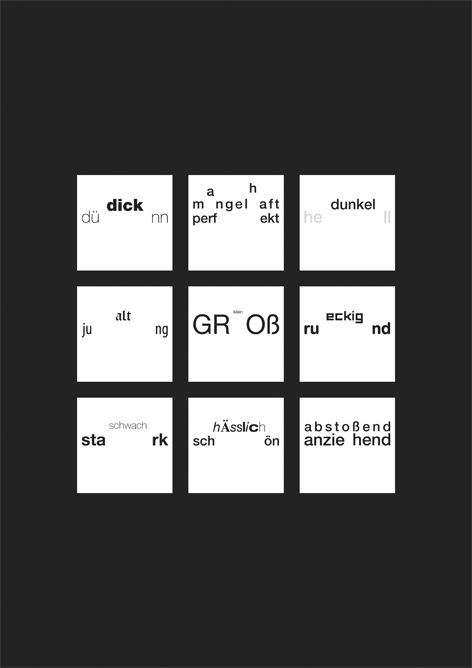 dick
dü nn
a h
m ngel aft
perf ekt
dunkel
he ll
alt
ju ng
klein
GR Oß
eckig
ru nd
schwach
sta rk
hÄsslich
sch ön
abstoßend
anzie hend